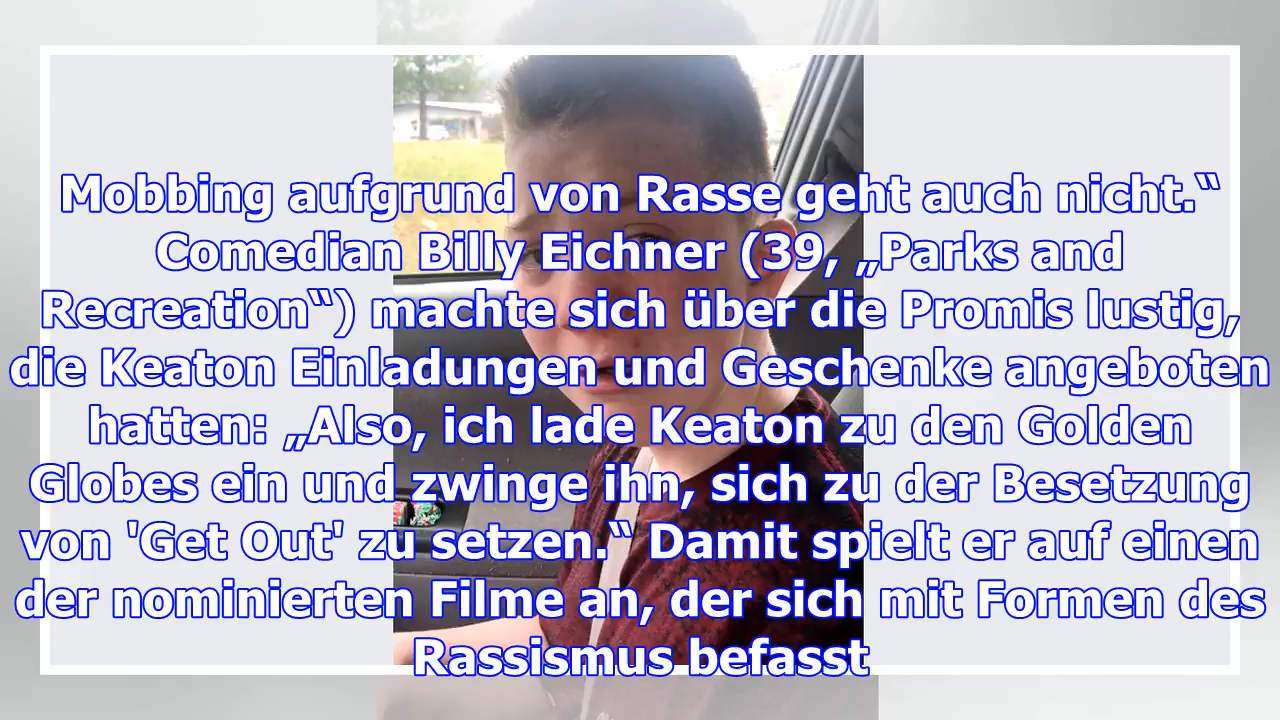 Mobbing aufgrund von Rasse geht auch nicht.“
Comedian Billy Eichner (39, „Parks and
Recreation“) machte sich über die Promis lustig,
die Keaton Einladungen und Geschenke angeboten
hatten: „Also, ich lade Keaton zu den Golden
Globes ein und zwinge ihn, sich zu der Besetzung
von 'Get Out' zu setzen.“ Damit spielt er auf einen
der nominierten Filme an, der sich mit Formen des
Rassismus befasst